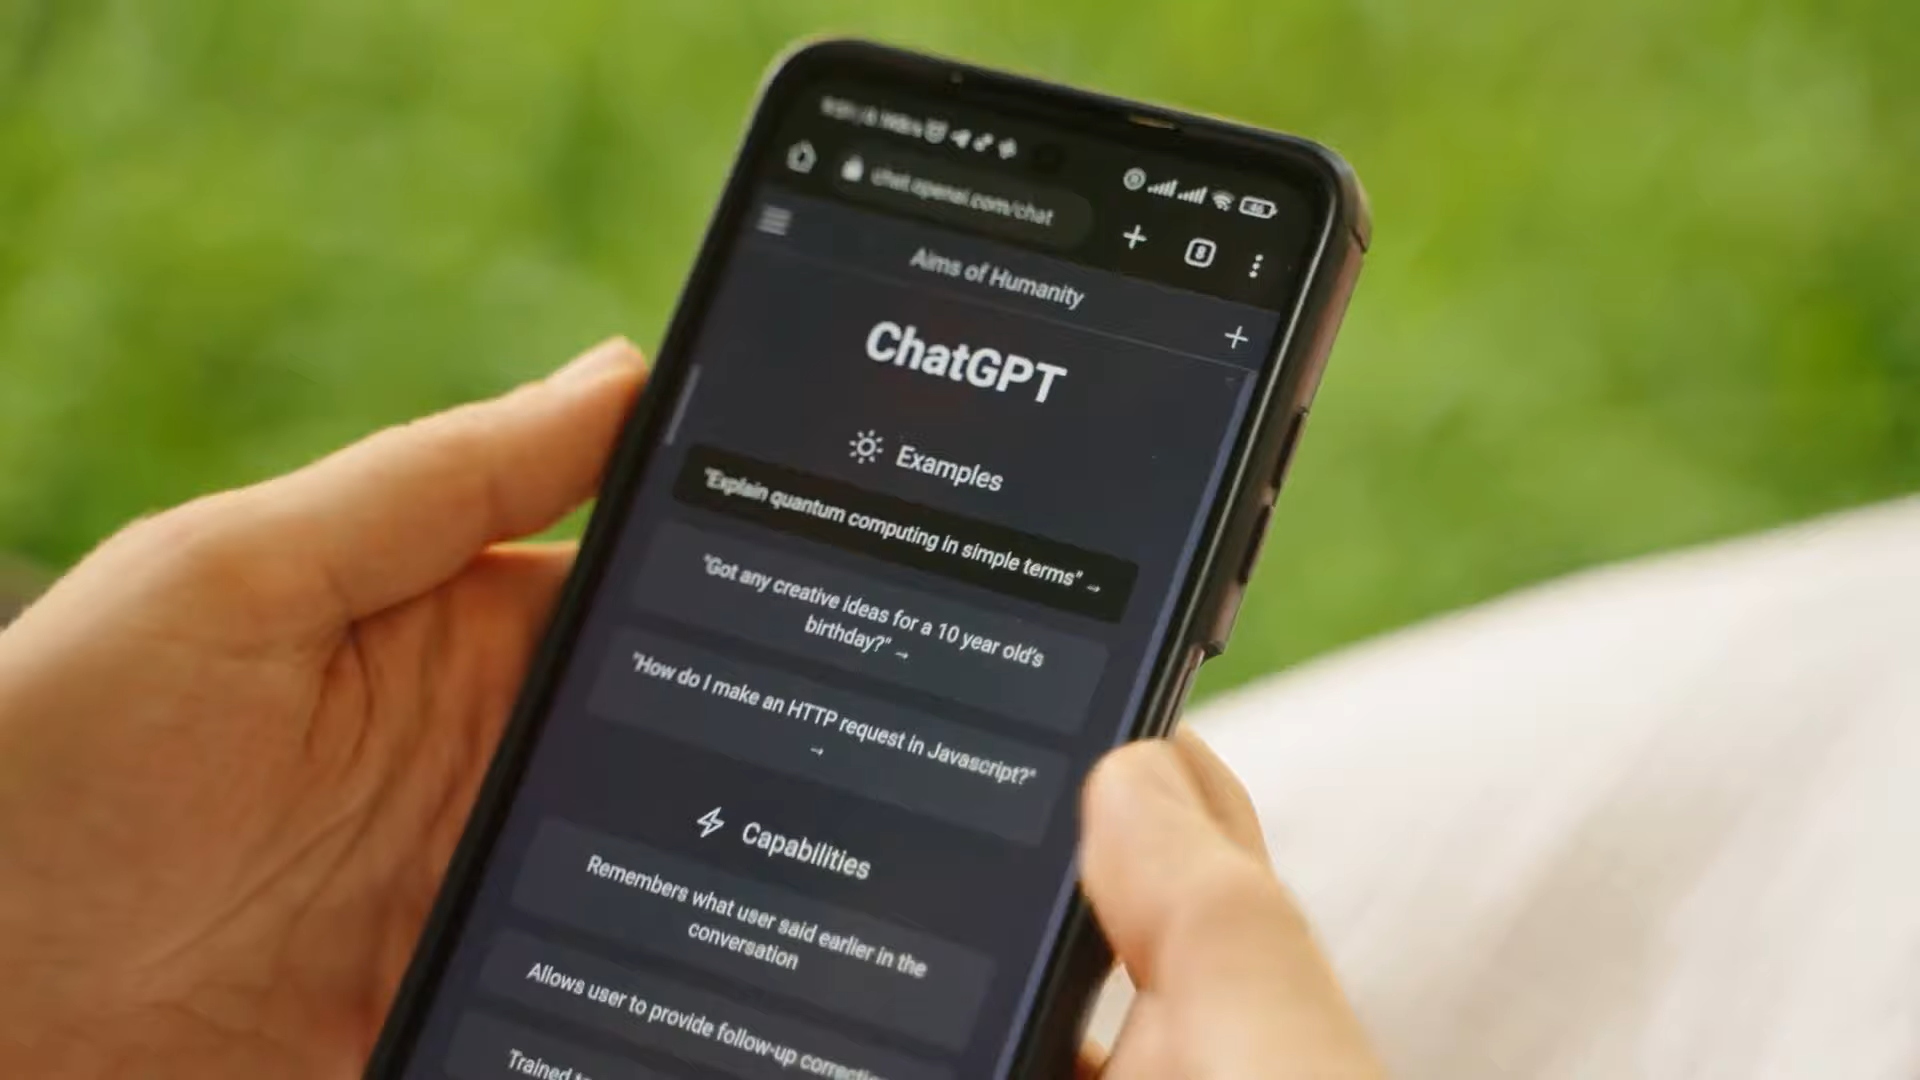 chat.openai.com/chat
8
46
Aims of Humanity
ChatGPT
Examples
"Explain quantum computing in simple terms" →
"Got any creative ideas for a 10 year old's
birthday?" →
"How do I make an HTTP request in Javascript?"
→
Capabilities
Remembers what user said earlier in the
conversation
Allows user to provide follow-up
Trained